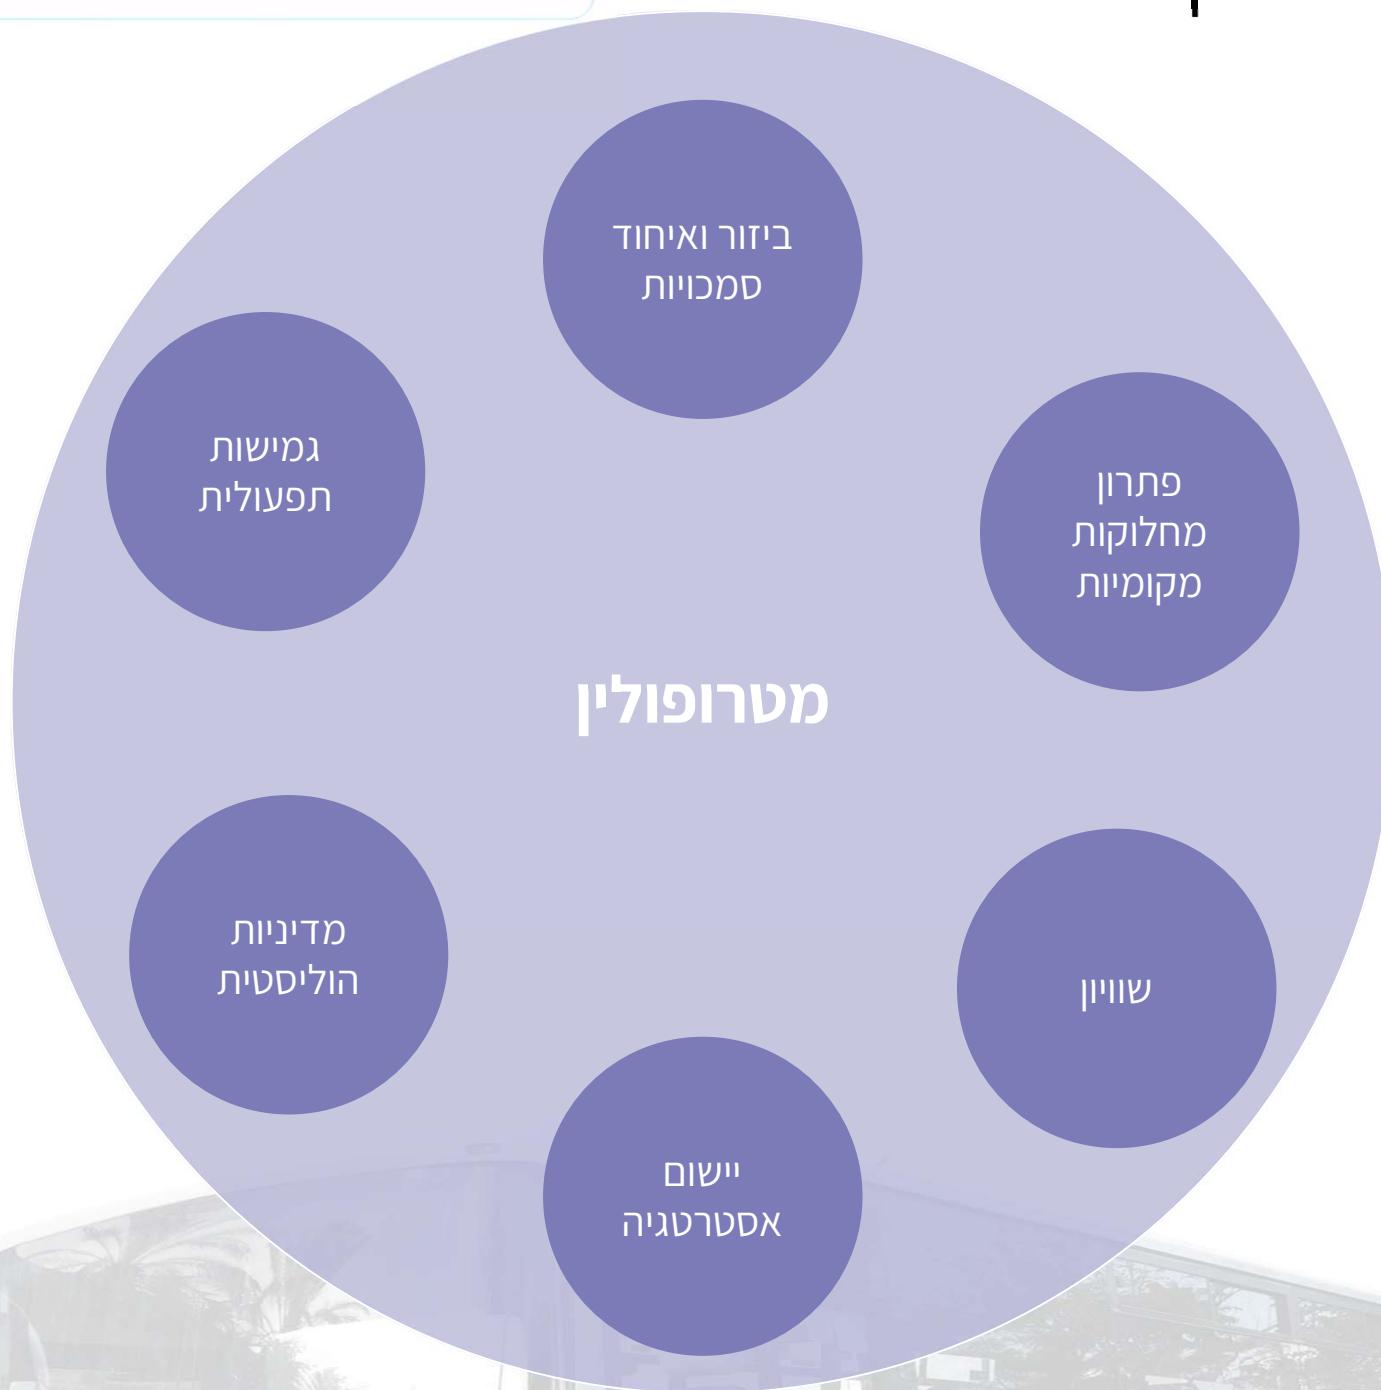 ביזור ואיחוד
סמכויות
פתרון
מחלוקות
מקומיות
שוויון
יישום
אסטרטגיה
מדיניות
הוליסטית
גמישות
תפעולית
מטרופולין